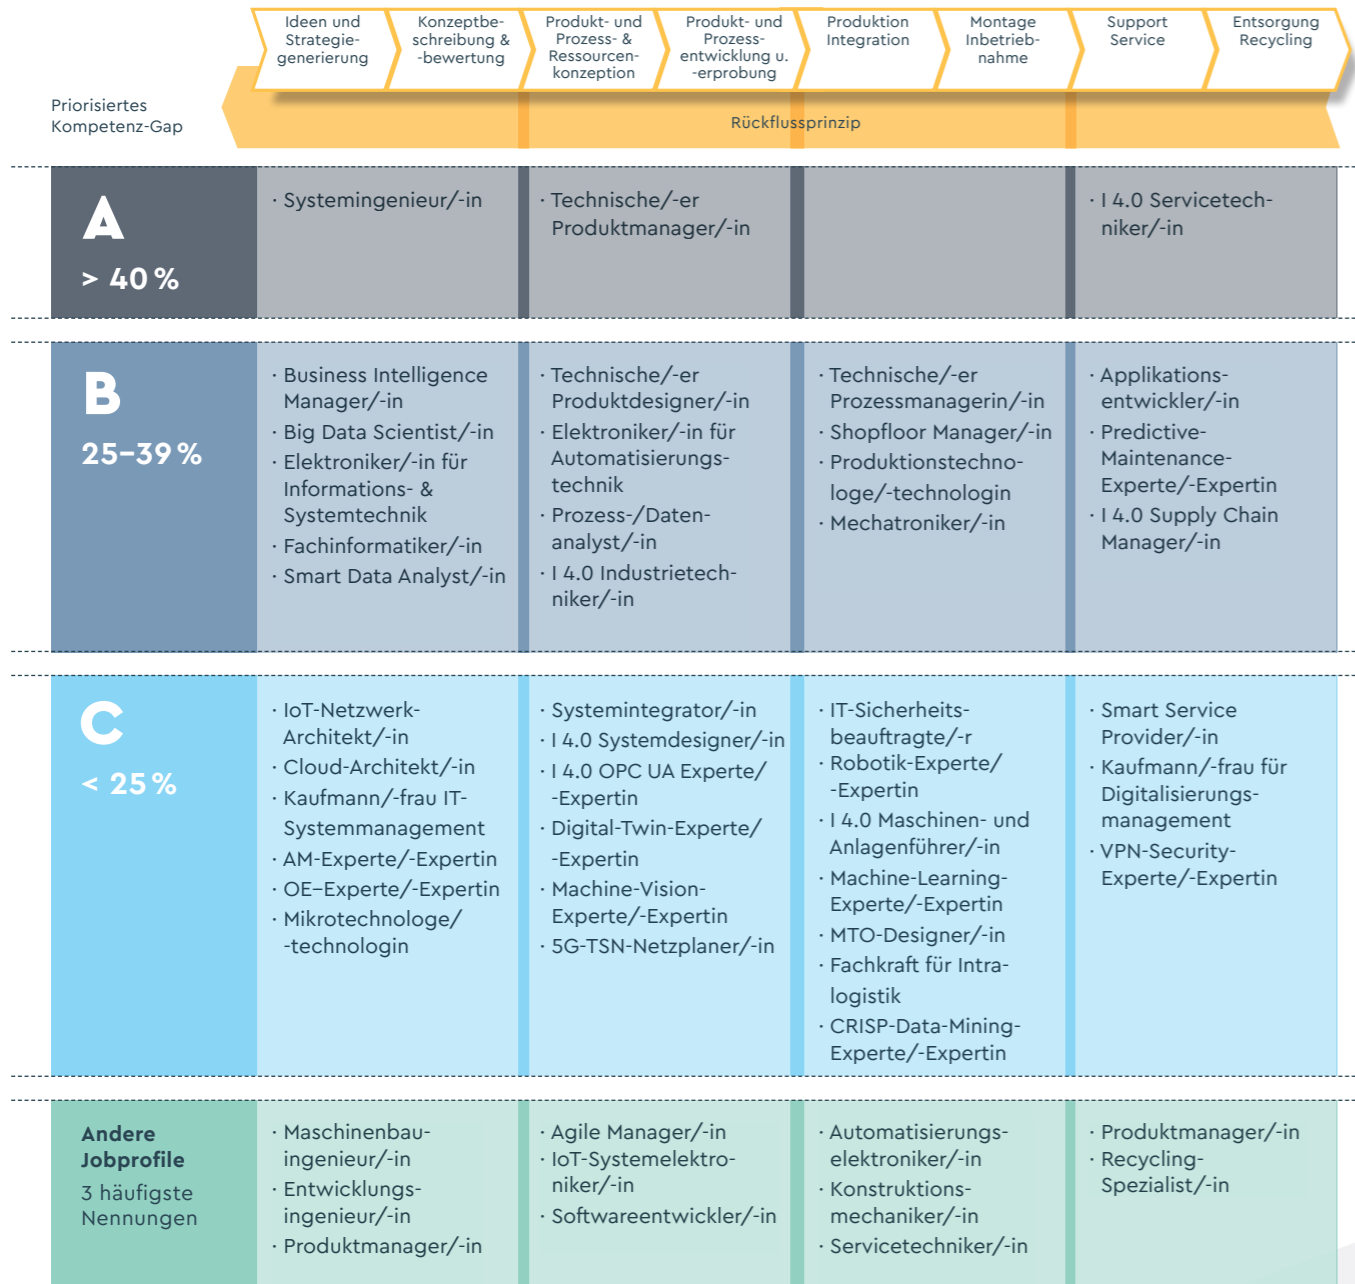 Ideen und
Strategie-
generierung
Konzeptbe-
schreibung &
-bewertung
Produkt- und
Prozess- &
Ressourcen-
konzeption
Produkt- und
Prozess-
entwicklung u.
-erprobung
Produktion
Integration
Montage
Inbetrieb-
nahme
Support
Service
Entsorgung
Recycling
Priorisiertes
Kompetenz-Gap
Rückflussprinzip
A
> 40 %
· Systemingenieur/-in
· Technische/-er
Produktmanager/-in
· I 4.0 Servicetech-
niker/-in
B
25–39 %
· Business Intelligence
Manager/-in
· Big Data Scientist/-in
· Elektroniker/-in für
Informations- &
Systemtechnik
· Fachinformatiker/-in
· Smart Data Analyst/-in
· Technische/-er
Produktdesigner/-in
· Elektroniker/-in für
Automatisierungs-
technik
· Prozess-/Daten-
analyst/-in
· I 4.0 Industrietech-
niker/-in
· Technische/-er
Prozessmanagerin/-in
· Shopfloor Manager/-in
· Produktionstechno-
loge/-technologin
· Mechatroniker/-in
· Applikations-
entwickler/-in
· Predictive-
Maintenance-
Experte/-Expertin
· I 4.0 Supply Chain
Manager/-in
C
< 25 %
· IoT-Netzwerk-
Architekt/-in
· Cloud-Architekt/-in
· Kaufmann/-frau IT-
Systemmanagement
· AM-Experte/-Expertin
· OE–Experte/-Expertin
· Mikrotechnologe/
-technologin
· Systemintegrator/-in
· I 4.0 Systemdesigner/-in
· I 4.0 OPC UA Experte/
-Expertin
· Digital-Twin-Experte/
-Expertin
· Machine-Vision-
Experte/-Expertin
· 5G-TSN-Netzplaner/-in
· IT-Sicherheits-
beauftragte/-r
· Robotik-Experte/
-Expertin
· I 4.0 Maschinen- und
Anlagenführer/-in
· Machine-Learning-
Experte/-Expertin
· MTO-Designer/-in
· Fachkraft für Intra-
logistik
· CRISP-Data-Mining-
Experte/-Expertin
· Smart Service
Provider/-in
· Kaufmann/-frau für
Digitalisierungs-
management
· VPN-Security-
Experte/-Expertin
Andere
Jobprofile
3 häufigste
Nennungen
· Maschinenbau-
ingenieur/-in
· Entwicklungs-
ingenieur/-in
· Produktmanager/-in
· Agile Manager/-in
· IoT-Systemelektro-
niker/-in
· Softwareentwickler/-in
· Automatisierungs-
elektroniker/-in
· Konstruktions-
mechaniker/-in
· Servicetechniker/-in
· Produktmanager/-in
· Recycling-
Spezialist/-in